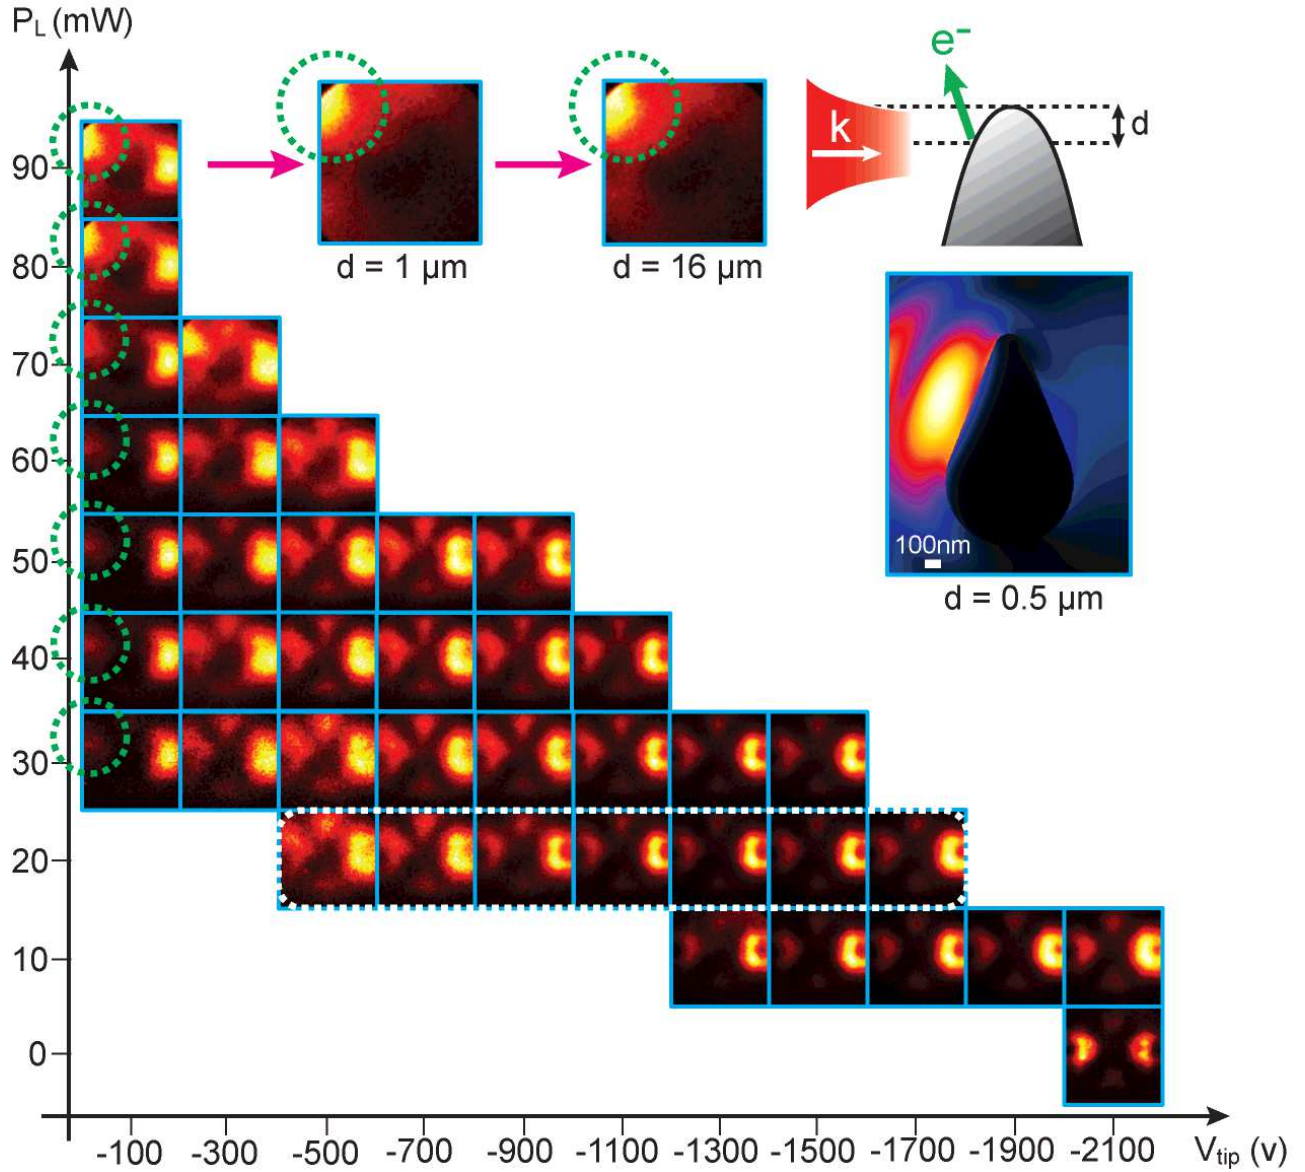 P_L (mW)
e⁻
k
d
d = 1 μm
d = 16 μm
90
80
70
60
50
40
30
20
10
0
100nm
d = 0.5 μm
-100 -300 -500 -700 -900 -1100 -1300 -1500 -1700 -1900 -2100 V_tip (v)